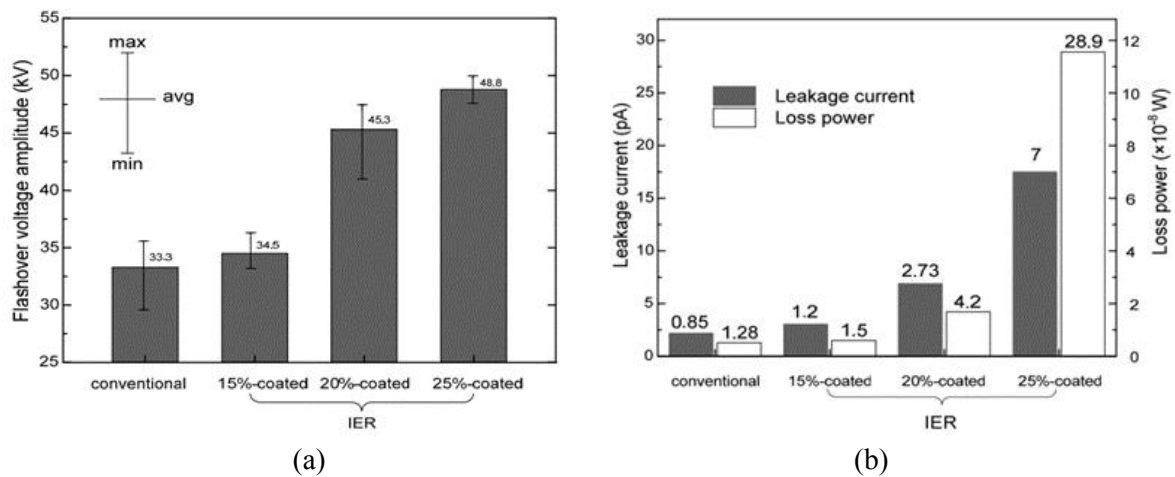 55
50
45
40
35
30
25
Flashover voltage amplitude (kV)
max
avg
min
33.3
34.5
45.3
48.8
conventional 15%-coated 20%-coated 25%-coated
IER
(a)
30
25
20
15
10
5
0
Leakage current (pA)
Leakage current
Loss power
0.85
1.28
1.2
1.5
2.73
4.2
7
28.9
12
10
8
6
4
2
0
Loss power (×10⁻⁸ W)
conventional 15%-coated 20%-coated 25%-coated
IER
(b)